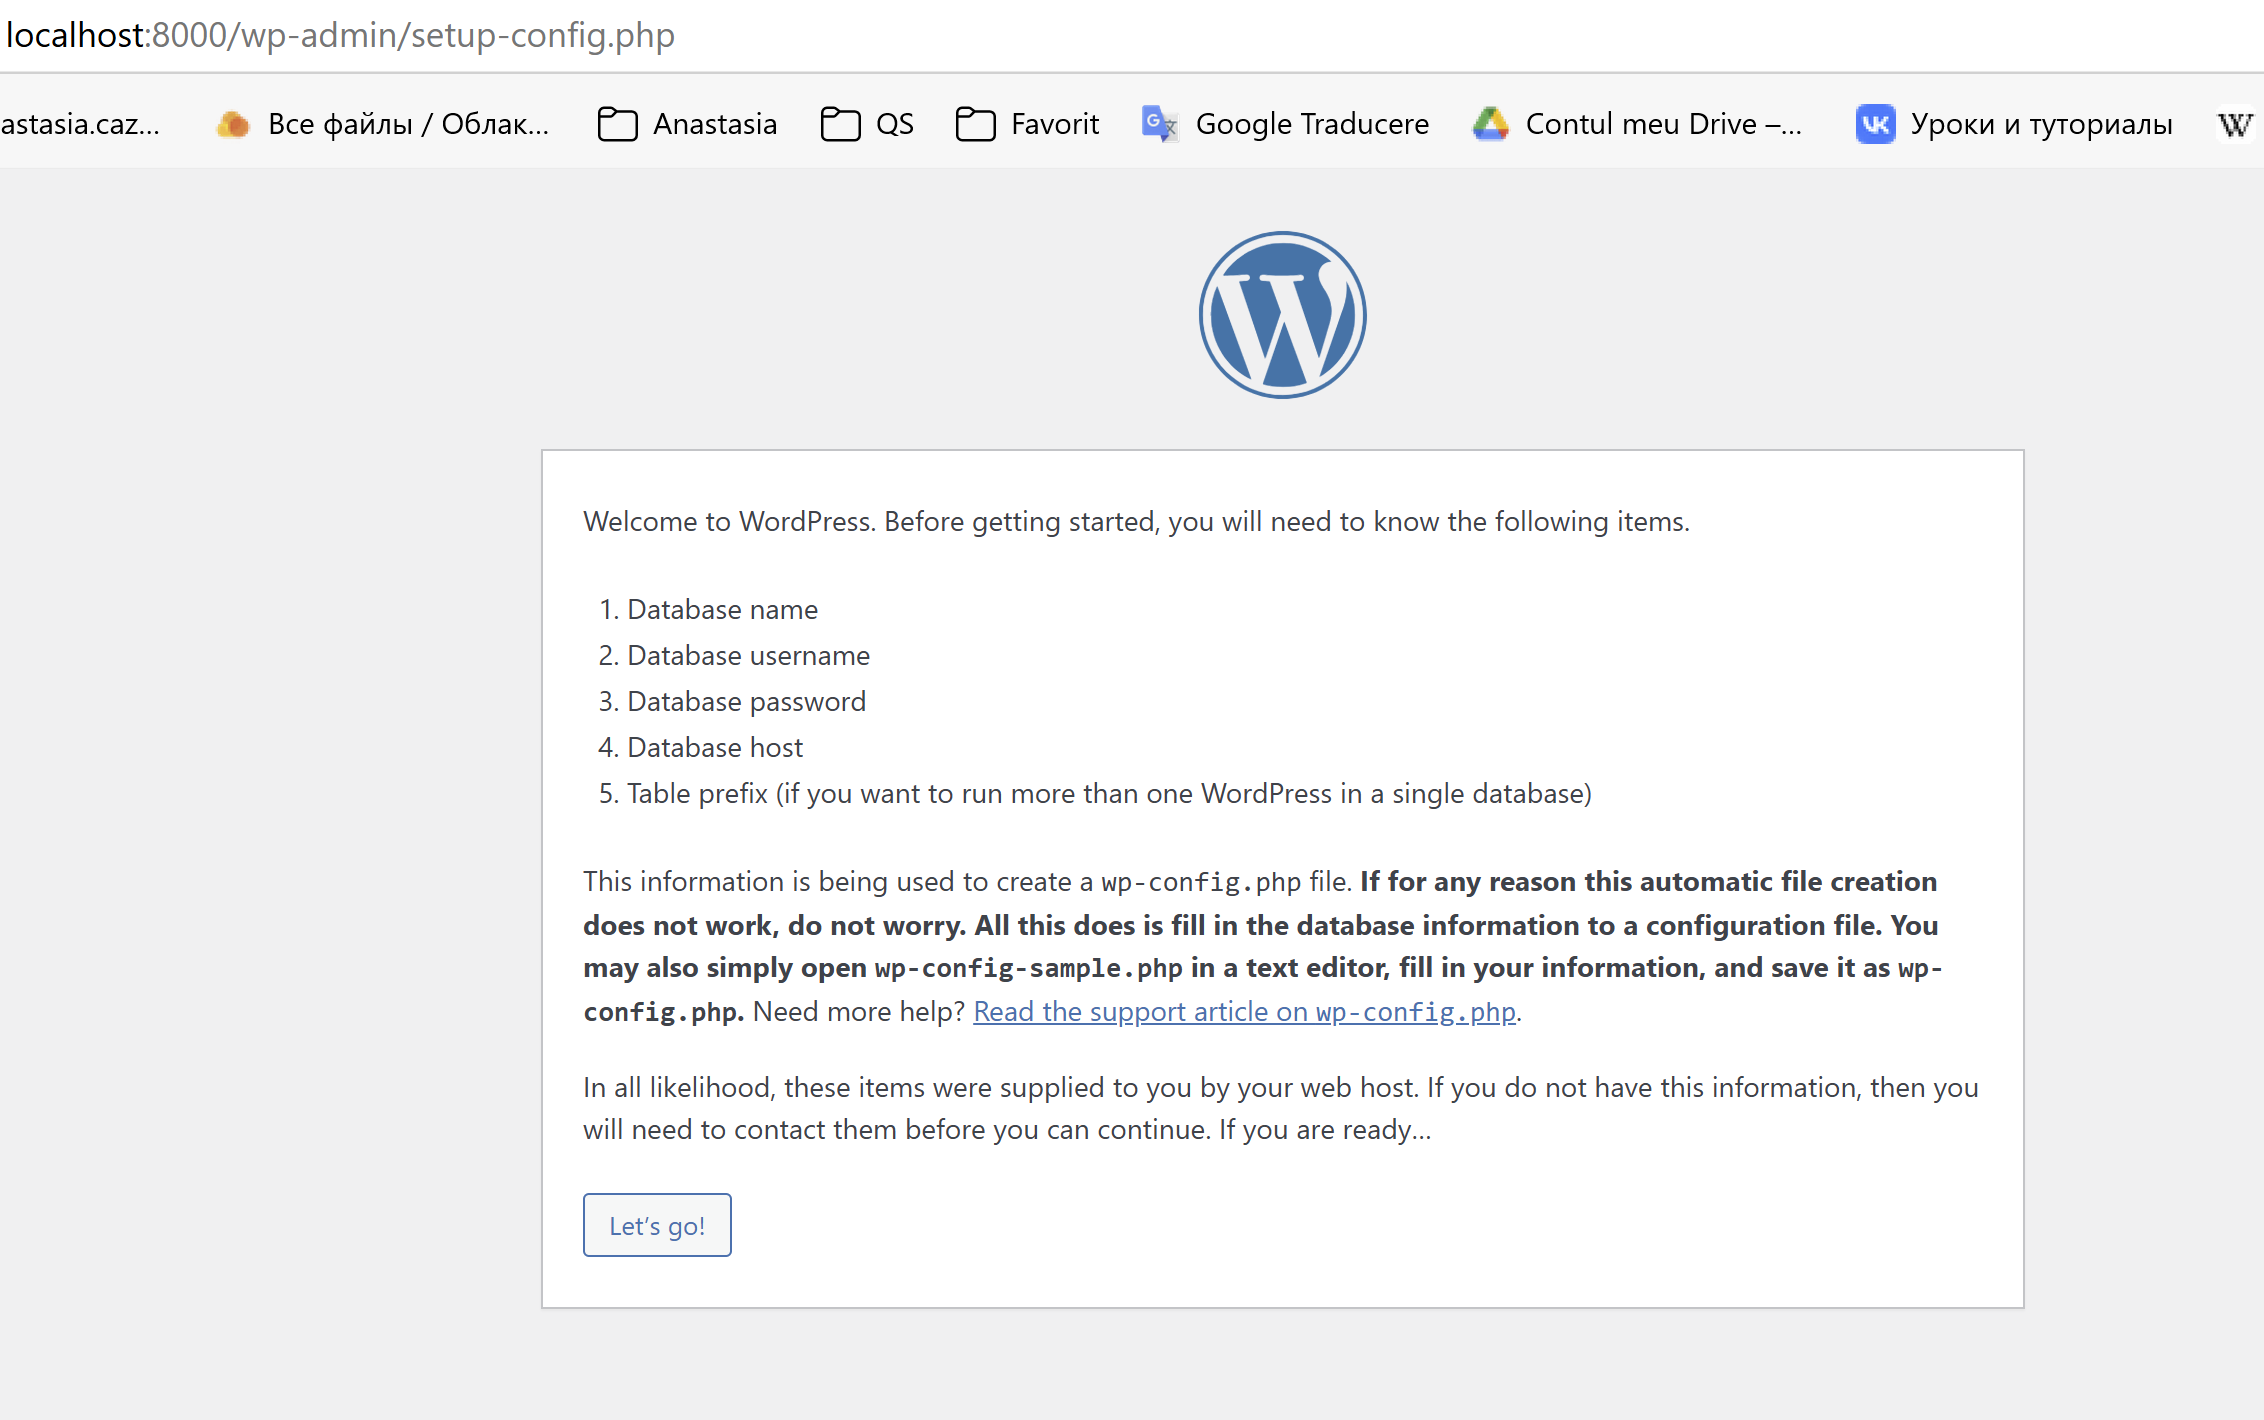 localhost:8000/wp-admin/setup-config.php
astasia.caz... Все файлы / Облак... Anastasia QS Favorit Google Traducere Contul meu Drive –... Уроки и туториалы W
Welcome to WordPress. Before getting started, you will need to know the following items.
1. Database name
2. Database username
3. Database password
4. Database host
5. Table prefix (if you want to run more than one WordPress in a single database)
This information is being used to create a wp-config.php file. If for any reason this automatic file creation
does not work, do not worry. All this does is fill in the database information to a configuration file. You
may also simply open wp-config-sample.php in a text editor, fill in your information, and save it as wp-
config.php. Need more help? Read the support article on wp-config.php.
In all likelihood, these items were supplied to you by your web host. If you do not have this information, then you
will need to contact them before you can continue. If you are ready...
Let’s go!